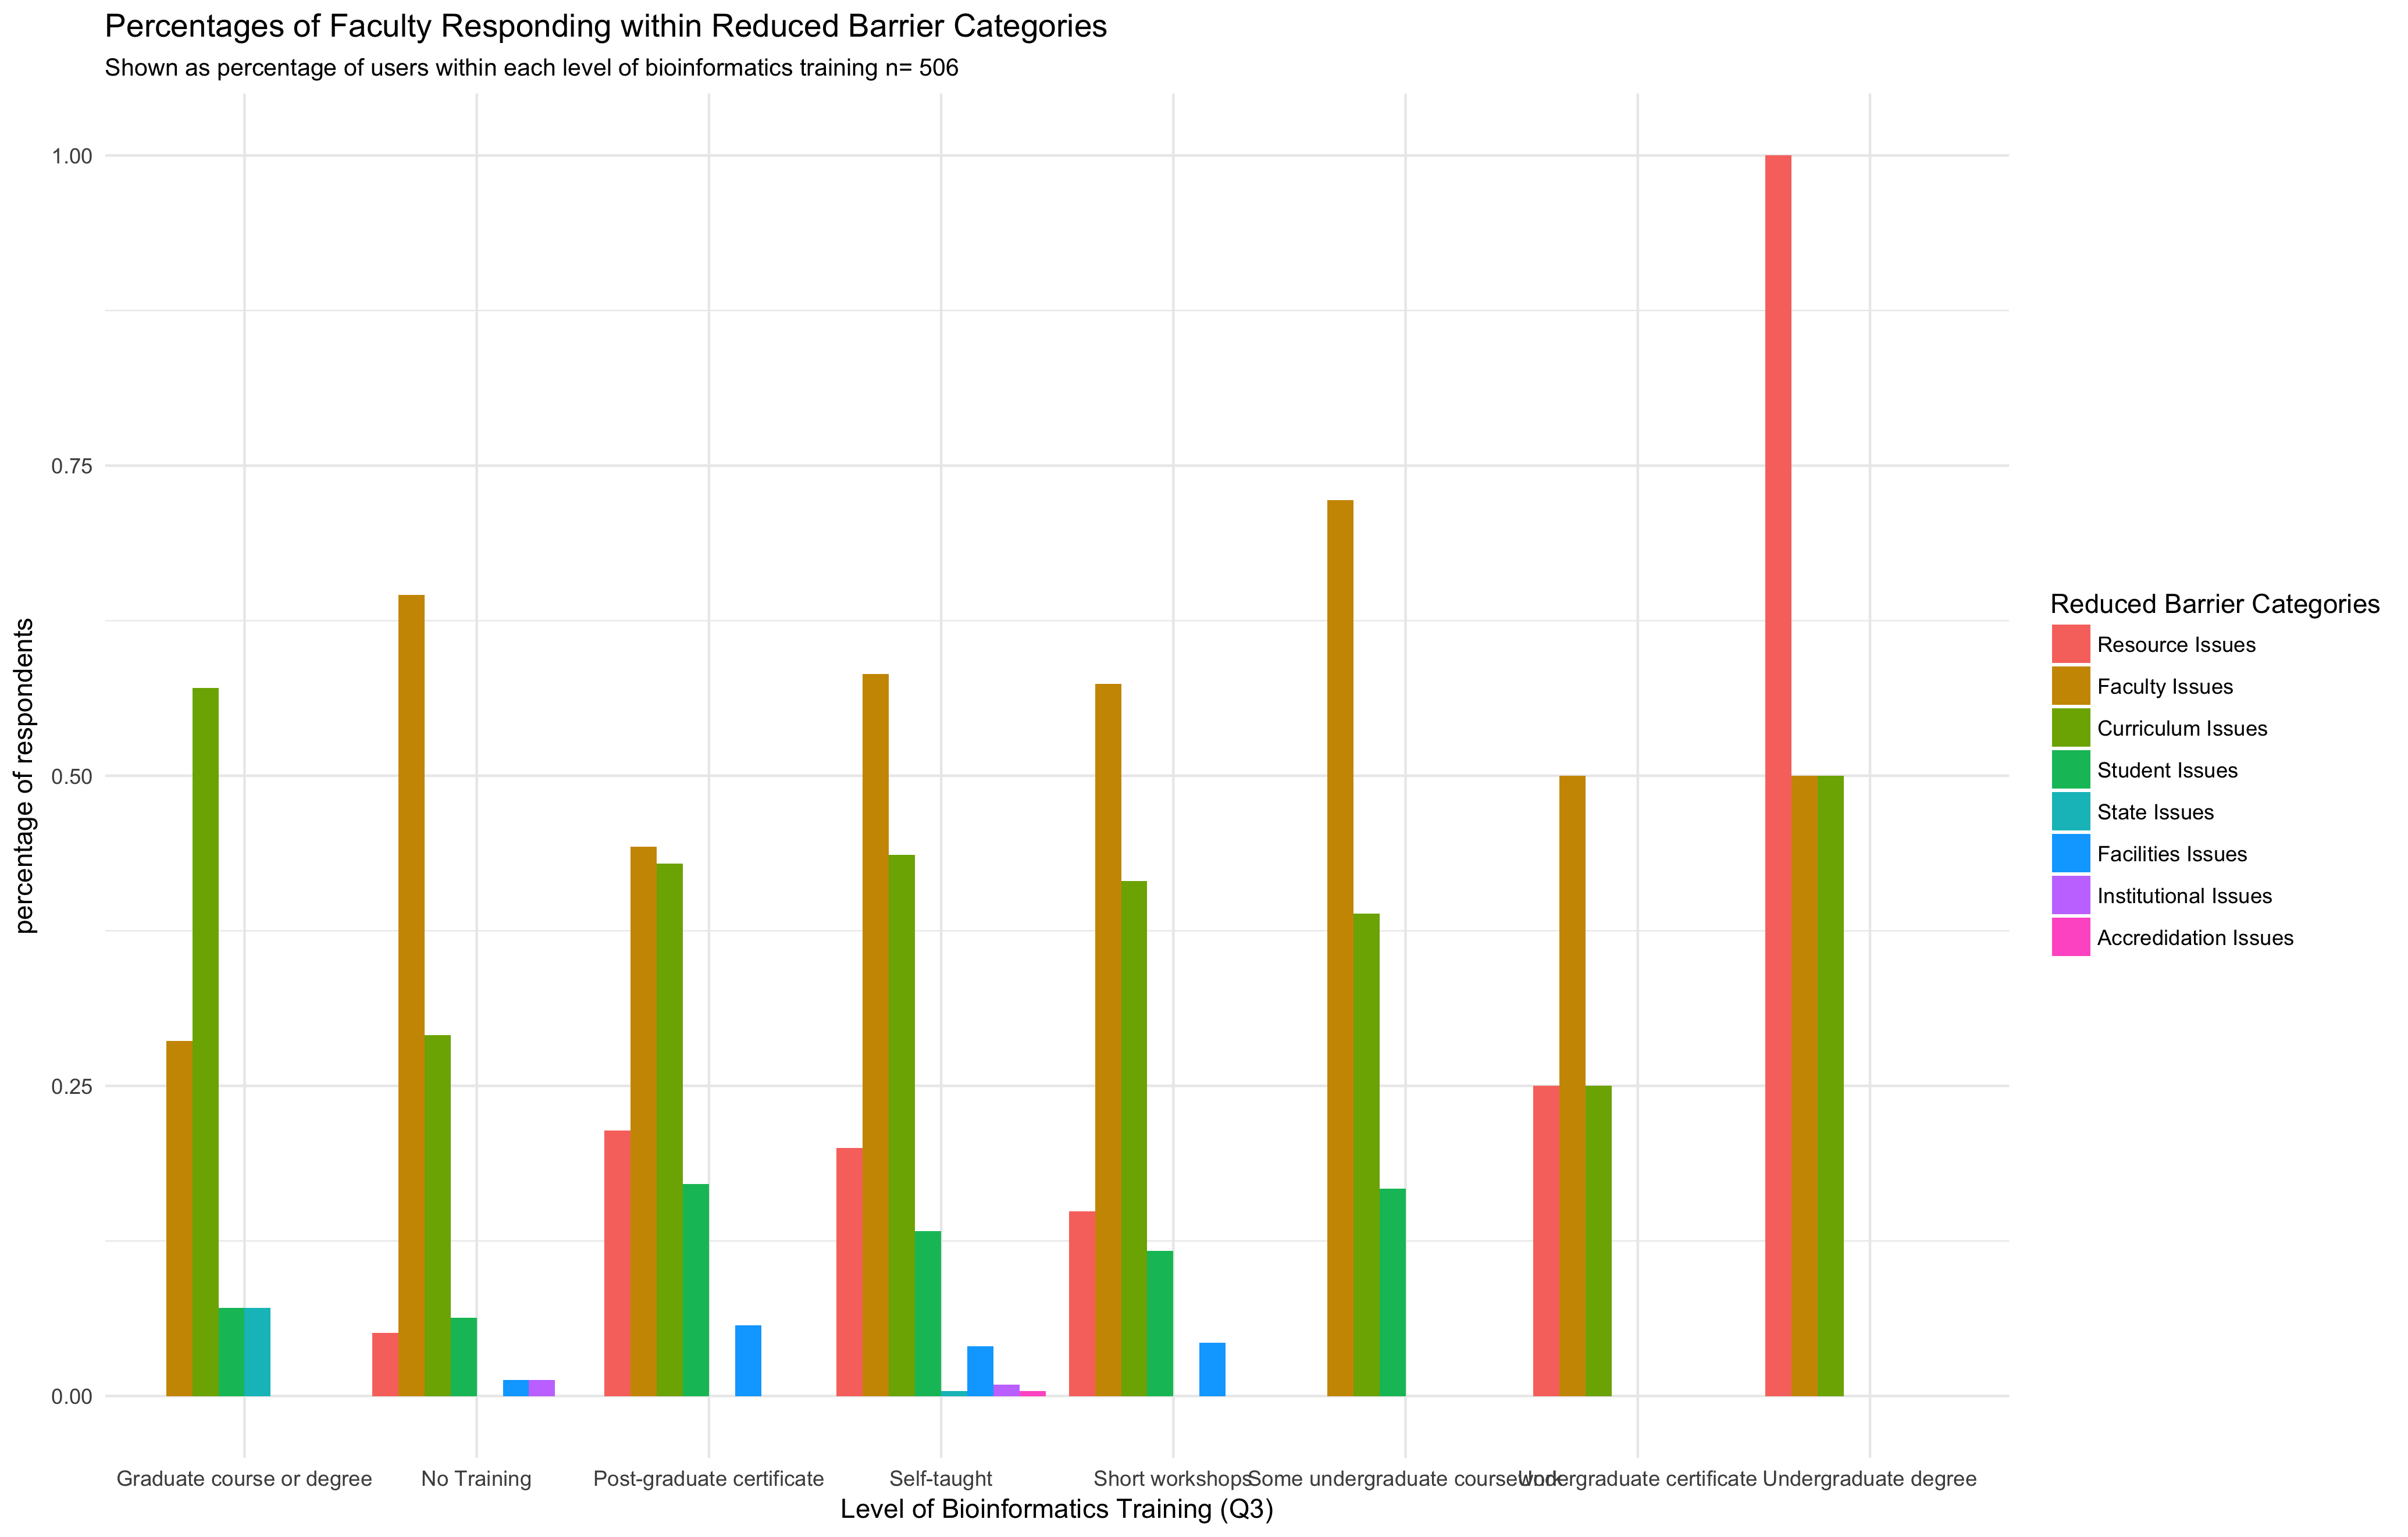 Percentages of Faculty Responding within Reduced Barrier Categories
Shown as percentage of users within each level of bioinformatics training n= 506
percentage of respondents
1.00
0.75
0.50
0.25
0.00
Graduate course or degree
No Training
Post-graduate certificate
Self-taught
Short workshops
Some undergraduate coursework
Undergraduate certificate
Undergraduate degree
Level of Bioinformatics Training (Q3)
Reduced Barrier Categories
Resource Issues
Faculty Issues
Curriculum Issues
Student Issues
State Issues
Facilities Issues
Institutional Issues
Accredidation Issues